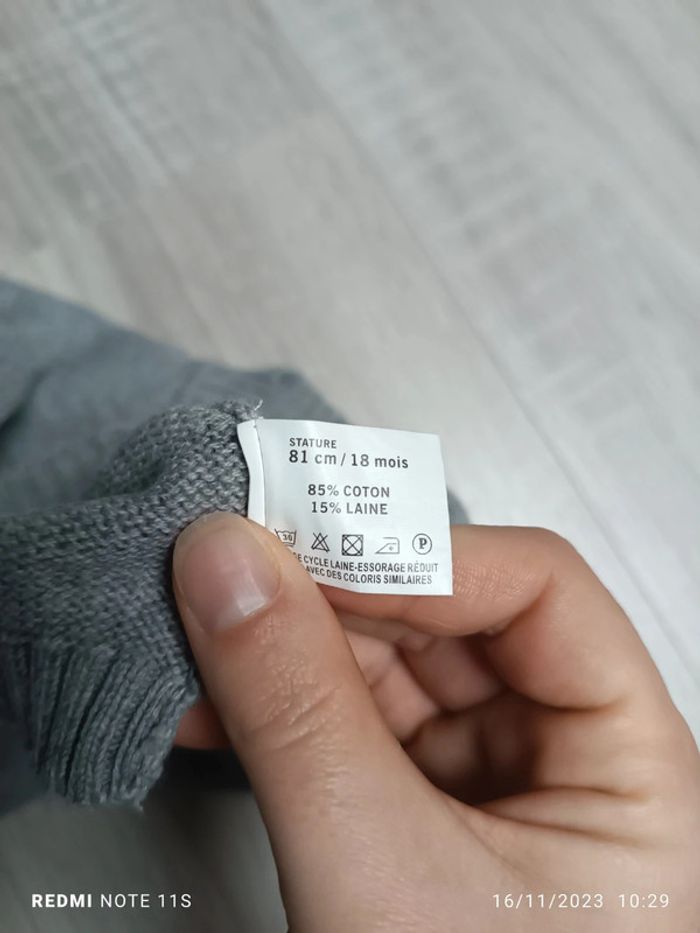 STATURE
81 cm / 18 mois
85% COTON
15% LAINE
30
P
CYCLE LAINE-ESSORAGE RÉDUIT
AVEC DES COLORIS SIMILAIRES
REDMI NOTE 11S
16/11/2023 10:29